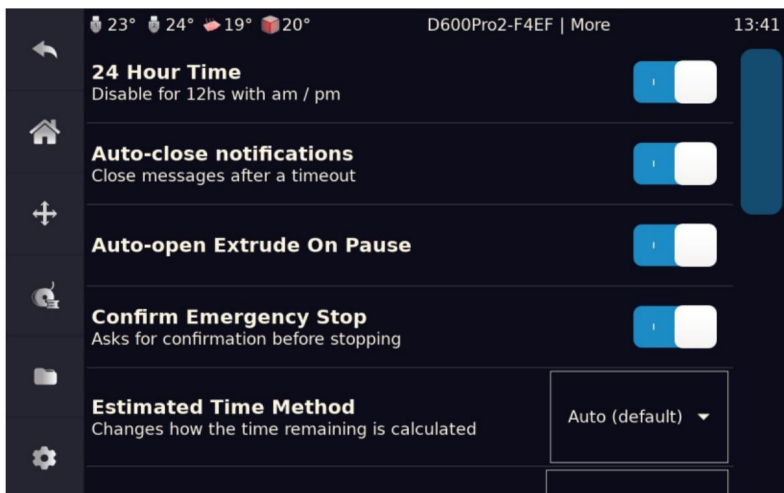 23° 24° 19° 20° D600Pro2-F4EF | More 13:41
24 Hour Time
Disable for 12hs with am / pm
Auto-close notifications
Close messages after a timeout
Auto-open Extrude On Pause
Confirm Emergency Stop
Asks for confirmation before stopping
Estimated Time Method
Changes how the time remaining is calculated
Auto (default)